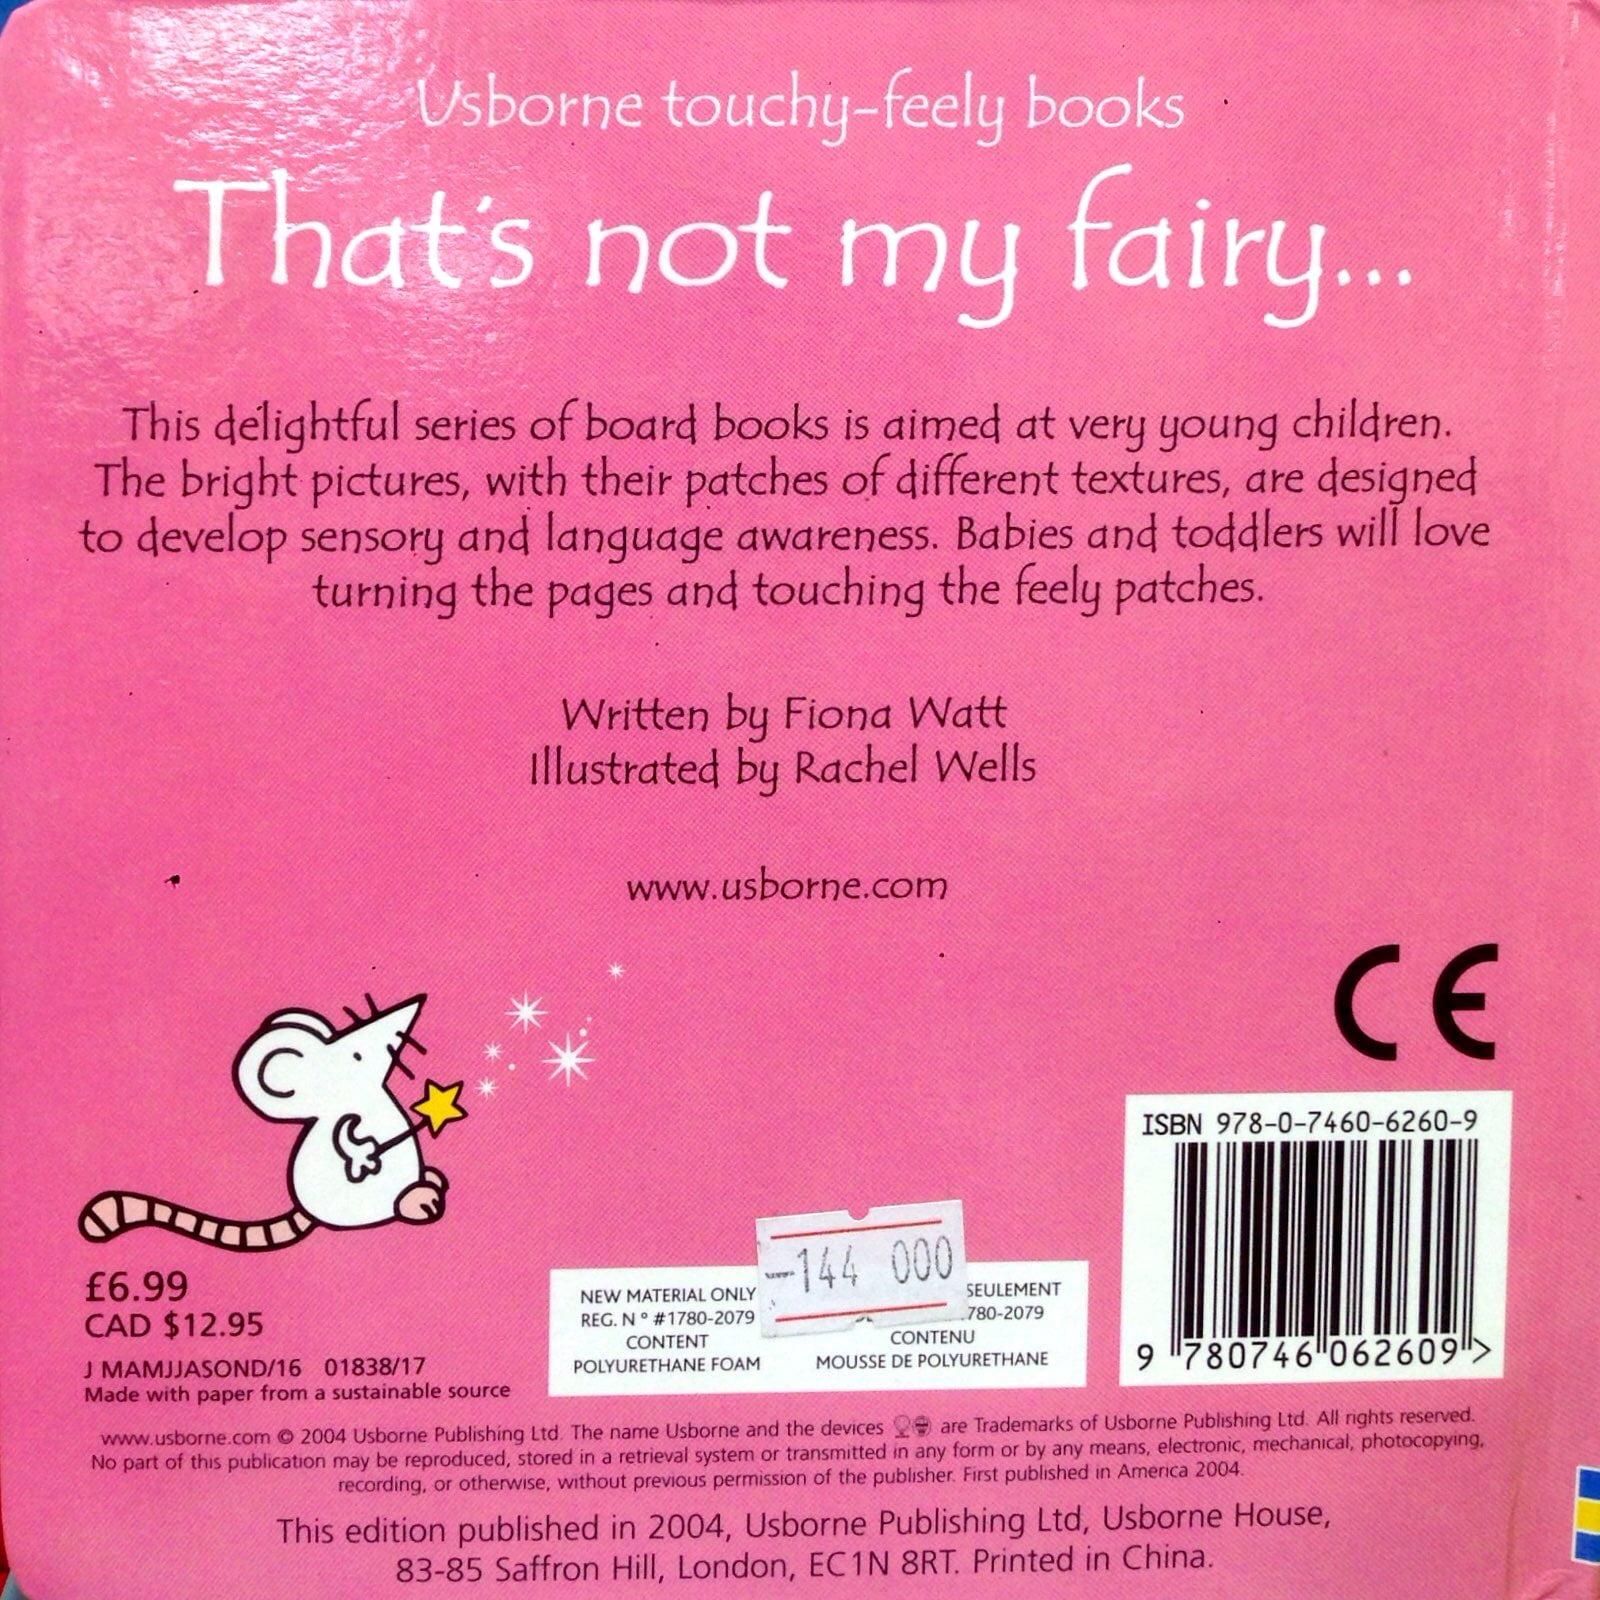 Usborne touchy-feely books
That's not my fairy...
This delightful series of board books is aimed at very young children.
The bright pictures, with their patches of different textures, are designed
to develop sensory and language awareness. Babies and toddlers will love
turning the pages and touching the feely patches.
Written by Fiona Watt
Illustrated by Rachel Wells
www.usborne.com
CE
ISBN 978-0-7460-6260-9
9 780746 062609 >
-144 000
NEW MATERIAL ONLY
REG. N° #1780-2079
CONTENT
POLYURETHANE FOAM
SEULEMENT
780-2079
CONTENU
MOUSSE DE POLYURETHANE
£6.99
CAD $12.95
J MAMJJASOND/16 01838/17
Made with paper from a sustainable source
www.usborne.com © 2004 Usborne Publishing Ltd. The name Usborne and the devices are Trademarks of Usborne Publishing Ltd. All rights reserved.
No part of this publication may be reproduced, stored in a retrieval system or transmitted in any form or by any means, electronic, mechanical, photocopying,
recording, or otherwise, without previous permission of the publisher. First published in America 2004.
This edition published in 2004, Usborne Publishing Ltd, Usborne House,
83-85 Saffron Hill, London, EC1N 8RT. Printed in China.